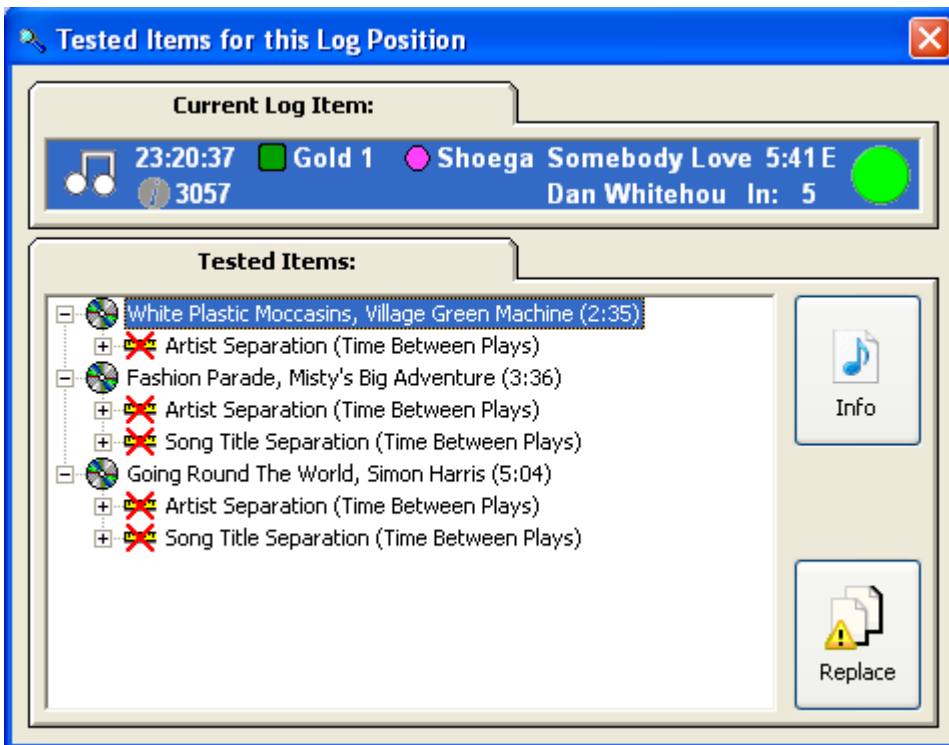 Tested Items for this Log Position
Current Log Item:
23:20:37 Gold 1 Shoega Somebody Love 5:41 E
i 3057 Dan Whitehou In: 5
Tested Items:
White Plastic Moccasins, Village Green Machine (2:35)
Artist Separation (Time Between Plays)
Fashion Parade, Misty's Big Adventure (3:36)
Artist Separation (Time Between Plays)
Song Title Separation (Time Between Plays)
Going Round The World, Simon Harris (5:04)
Artist Separation (Time Between Plays)
Song Title Separation (Time Between Plays)
Info
Replace